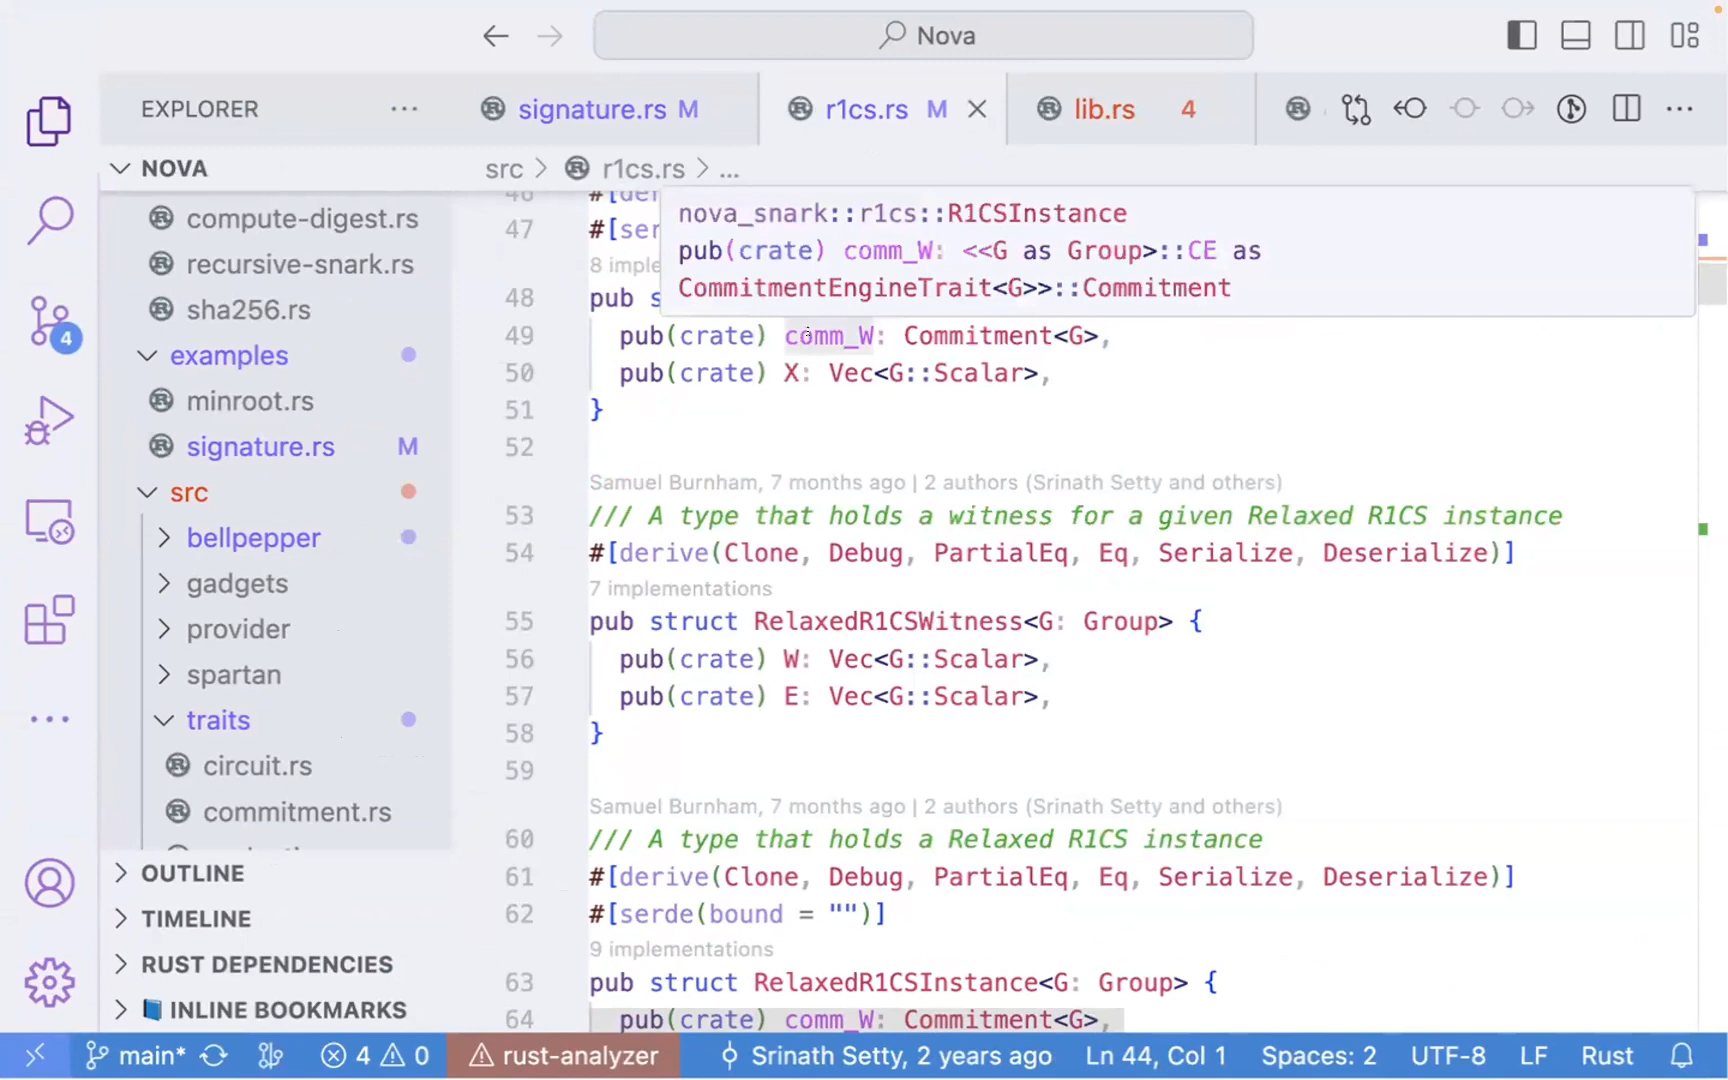 Nova
EXPLORER
signature.rs M
r1cs.rs M
lib.rs 4
NOVA
src > r1cs.rs > ...
compute-digest.rs
recursive-snark.rs
sha256.rs
examples
minroot.rs
signature.rs M
src
bellpepper
gadgets
provider
spartan
traits
circuit.rs
commitment.rs
OUTLINE
TIMELINE
RUST DEPENDENCIES
INLINE BOOKMARKS
4
46 #[der
47 #[ser
8 imple
nova_snark::r1cs::R1CSInstance
pub(crate) comm_W: <<G as Group>::CE as
CommitmentEngineTrait<G>>::Commitment
48 pub s
49 pub(crate) comm_W: Commitment<G>,
50 pub(crate) X: Vec<G::Scalar>,
51 }
52
Samuel Burnham, 7 months ago | 2 authors (Srinath Setty and others)
53 /// A type that holds a witness for a given Relaxed R1CS instance
54 #[derive(Clone, Debug, PartialEq, Eq, Serialize, Deserialize)]
7 implementations
55 pub struct RelaxedR1CSWitness<G: Group> {
56 pub(crate) W: Vec<G::Scalar>,
57 pub(crate) E: Vec<G::Scalar>,
58 }
59
Samuel Burnham, 7 months ago | 2 authors (Srinath Setty and others)
60 /// A type that holds a Relaxed R1CS instance
61 #[derive(Clone, Debug, PartialEq, Eq, Serialize, Deserialize)]
62 #[serde(bound = "")]
9 implementations
63 pub struct RelaxedR1CSInstance<G: Group> {
64 pub(crate) comm_W: Commitment<G>,
main* 4 0 rust-analyzer Srinath Setty, 2 years ago Ln 44, Col 1 Spaces: 2 UTF-8 LF Rust